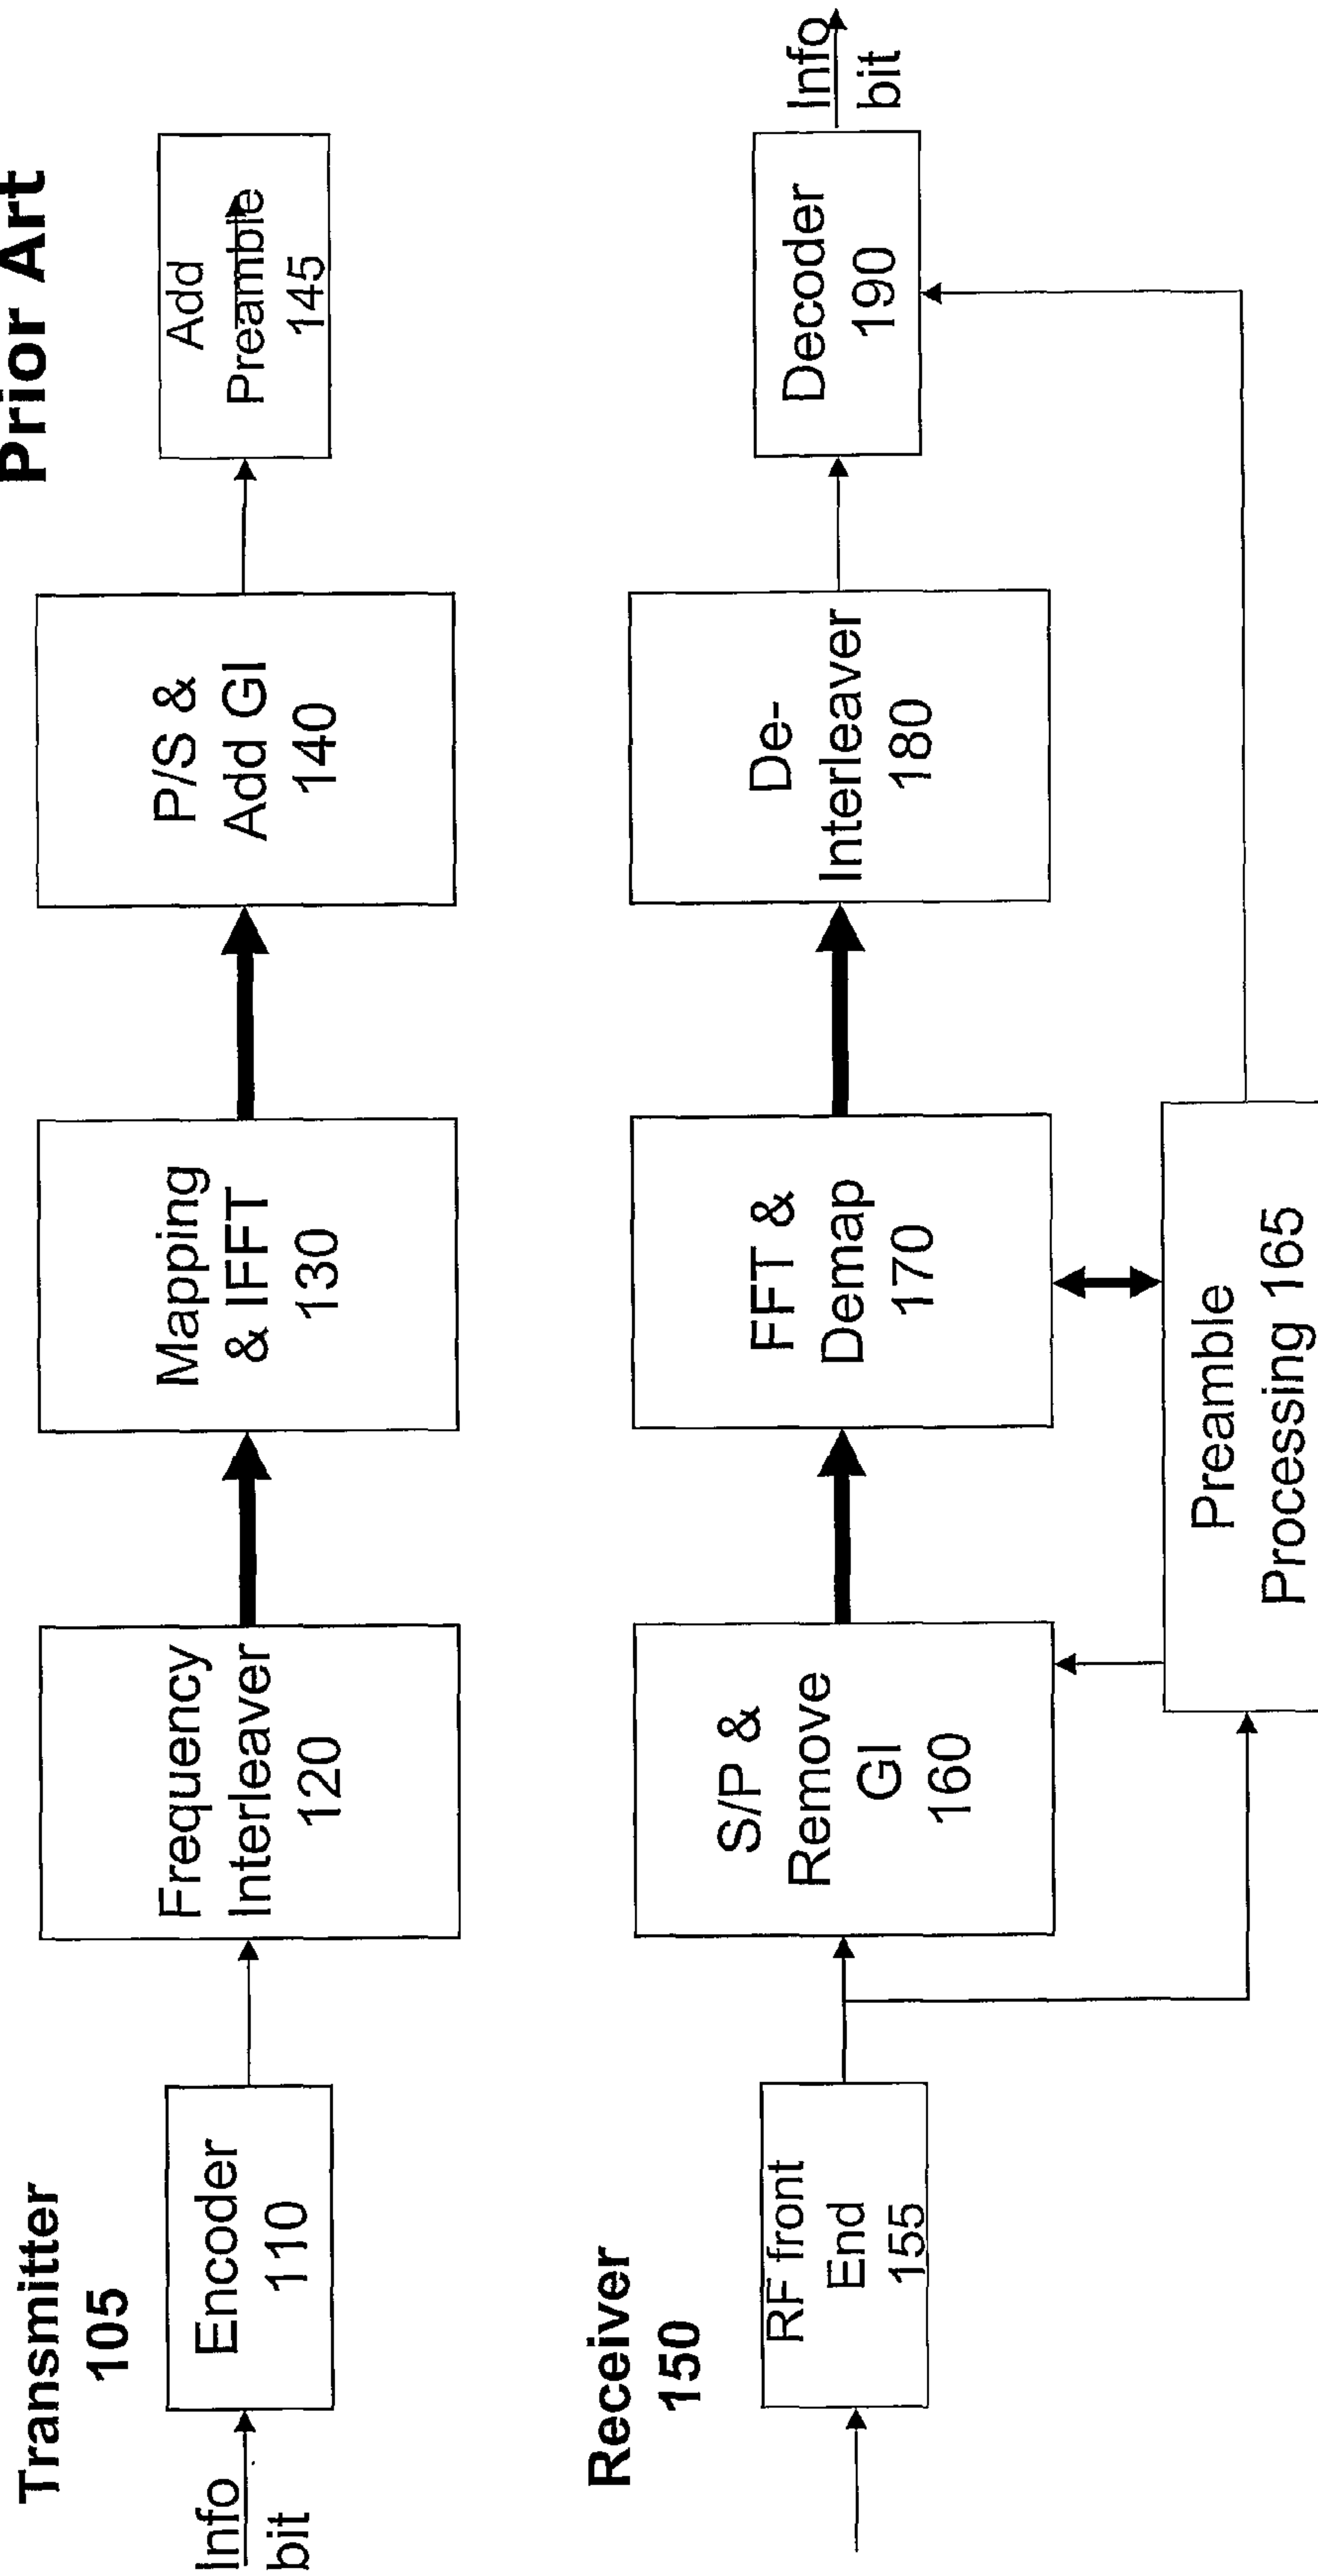 Prior Art
Transmitter
105
Info
bit
Encoder
110
Frequency
Interleaver
120
Mapping
& IFFT
130
P/S &
Add GI
140
Add
Preamble
145
Receiver
150
RF front
End
155
S/P &
Remove
GI
160
FFT &
Demap
170
De-
Interleaver
180
Decoder
190
Info
bit
Preamble
Processing 165